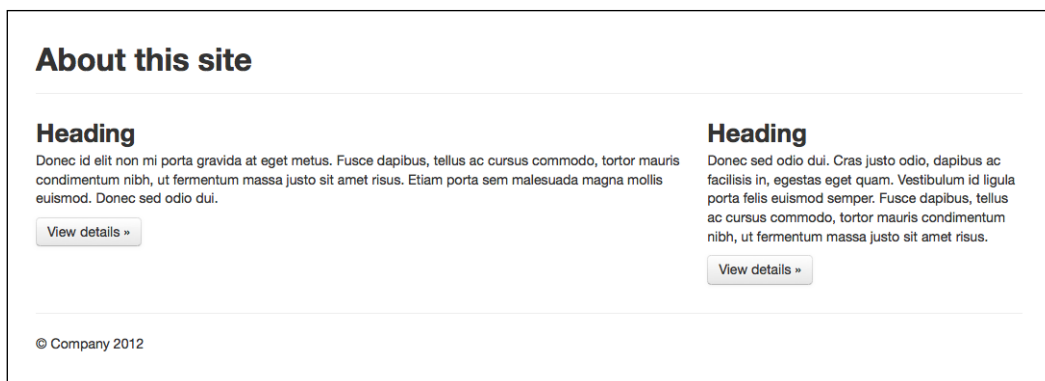 About this site
Heading
Donec id elit non mi porta gravida at eget metus. Fusce dapibus, tellus ac cursus commodo, tortor mauris
condimentum nibh, ut fermentum massa justo sit amet risus. Etiam porta sem malesuada magna mollis
euismod. Donec sed odio dui.
View details »
Heading
Donec sed odio dui. Cras justo odio, dapibus ac
facilisis in, egestas eget quam. Vestibulum id ligula
porta felis euismod semper. Fusce dapibus, tellus
ac cursus commodo, tortor mauris condimentum
nibh, ut fermentum massa justo sit amet risus.
View details »
© Company 2012